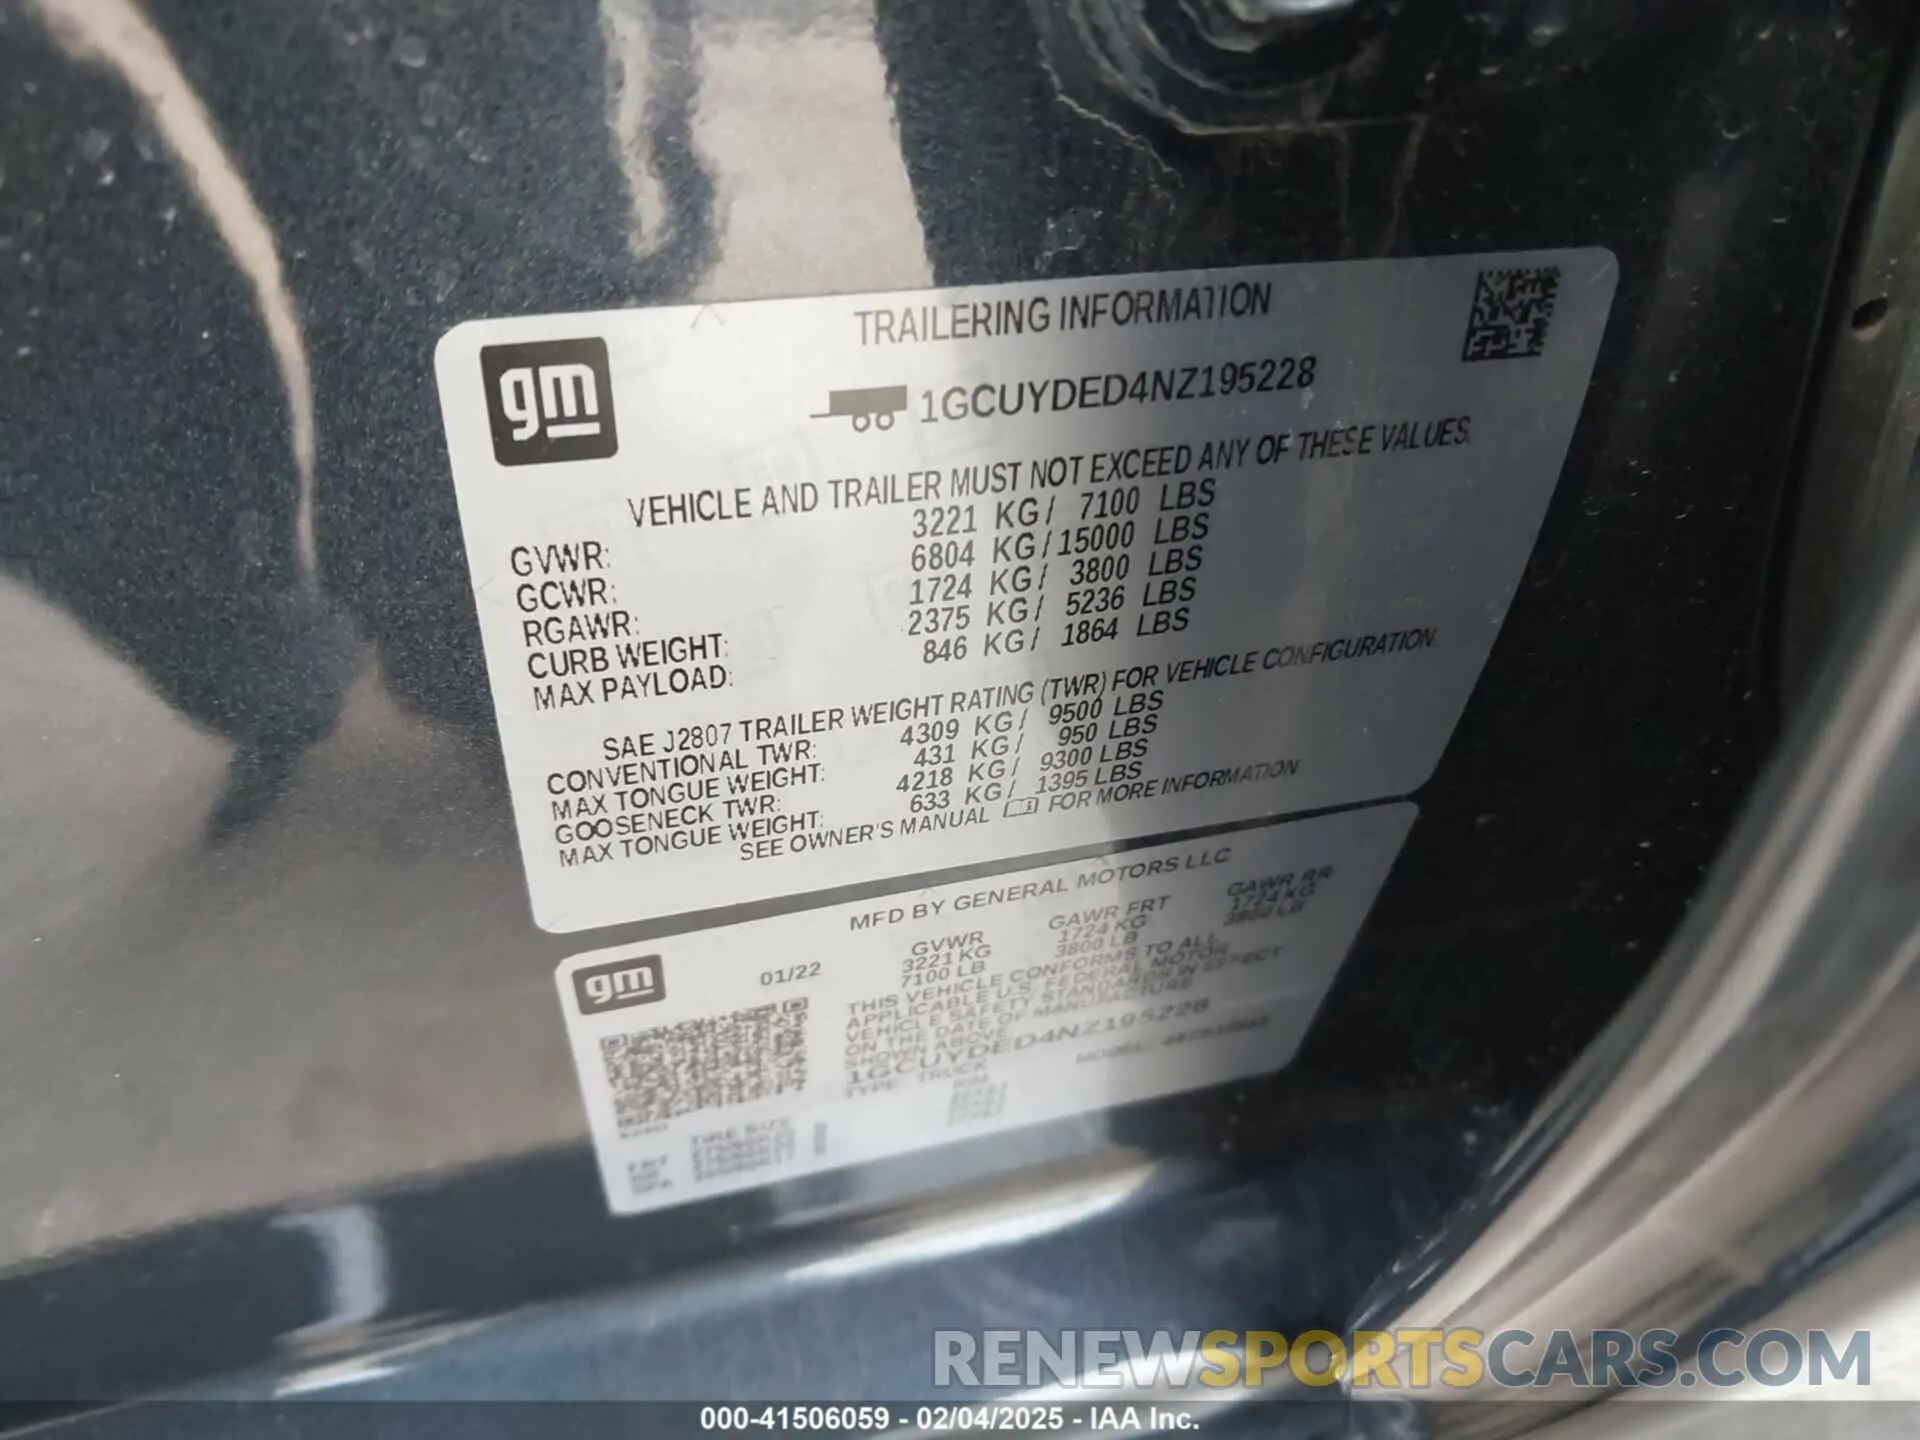 gm
TRAILERING INFORMATION
1GCUYDED4NZ195228
VEHICLE AND TRAILER MUST NOT EXCEED ANY OF THESE VALUES.
GVWR: 3221 KG/ 7100 LBS
GCWR: 6804 KG/15000 LBS
RGAWR: 1724 KG/ 3800 LBS
CURB WEIGHT: 2375 KG/ 5236 LBS
MAX PAYLOAD: 846 KG/ 1864 LBS
SAE J2807 TRAILER WEIGHT RATING (TWR) FOR VEHICLE CONFIGURATION
CONVENTIONAL TWR: 4309 KG/ 9500 LBS
MAX TONGUE WEIGHT: 431 KG/ 950 LBS
GOOSENECK TWR: 4218 KG/ 9300 LBS
MAX TONGUE WEIGHT: 633 KG/ 1395 LBS
SEE OWNER'S MANUAL FOR MORE INFORMATION
gm
MFD BY GENERAL MOTORS LLC
01/22
GVWR GAWR FRT GAWR RR
3221 KG 1724 KG 1724 KG
7100 LB 3800 LB 3800 LB
THIS VEHICLE CONFORMS TO ALL
APPLICABLE U.S. FEDERAL MOTOR
VEHICLE SAFETY STANDARDS IN EFFECT
ON THE DATE OF MANUFACTURE
SHOWN ABOVE.
1GCUYDED4NZ195228
TYPE: TRUCK MODEL:
TIRE SIZE RIM
RENEWSPORTSCARS.COM
000-41506059 - 02/04/2025 - IAA Inc.